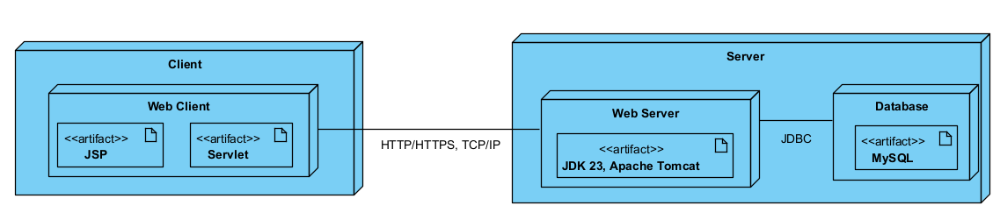 Client
Web Client
<<artifact>>
JSP
<<artifact>>
Servlet
HTTP/HTTPS, TCP/IP
Server
Web Server
<<artifact>>
JDK 23, Apache Tomcat
JDBC
Database
<<artifact>>
MySQL